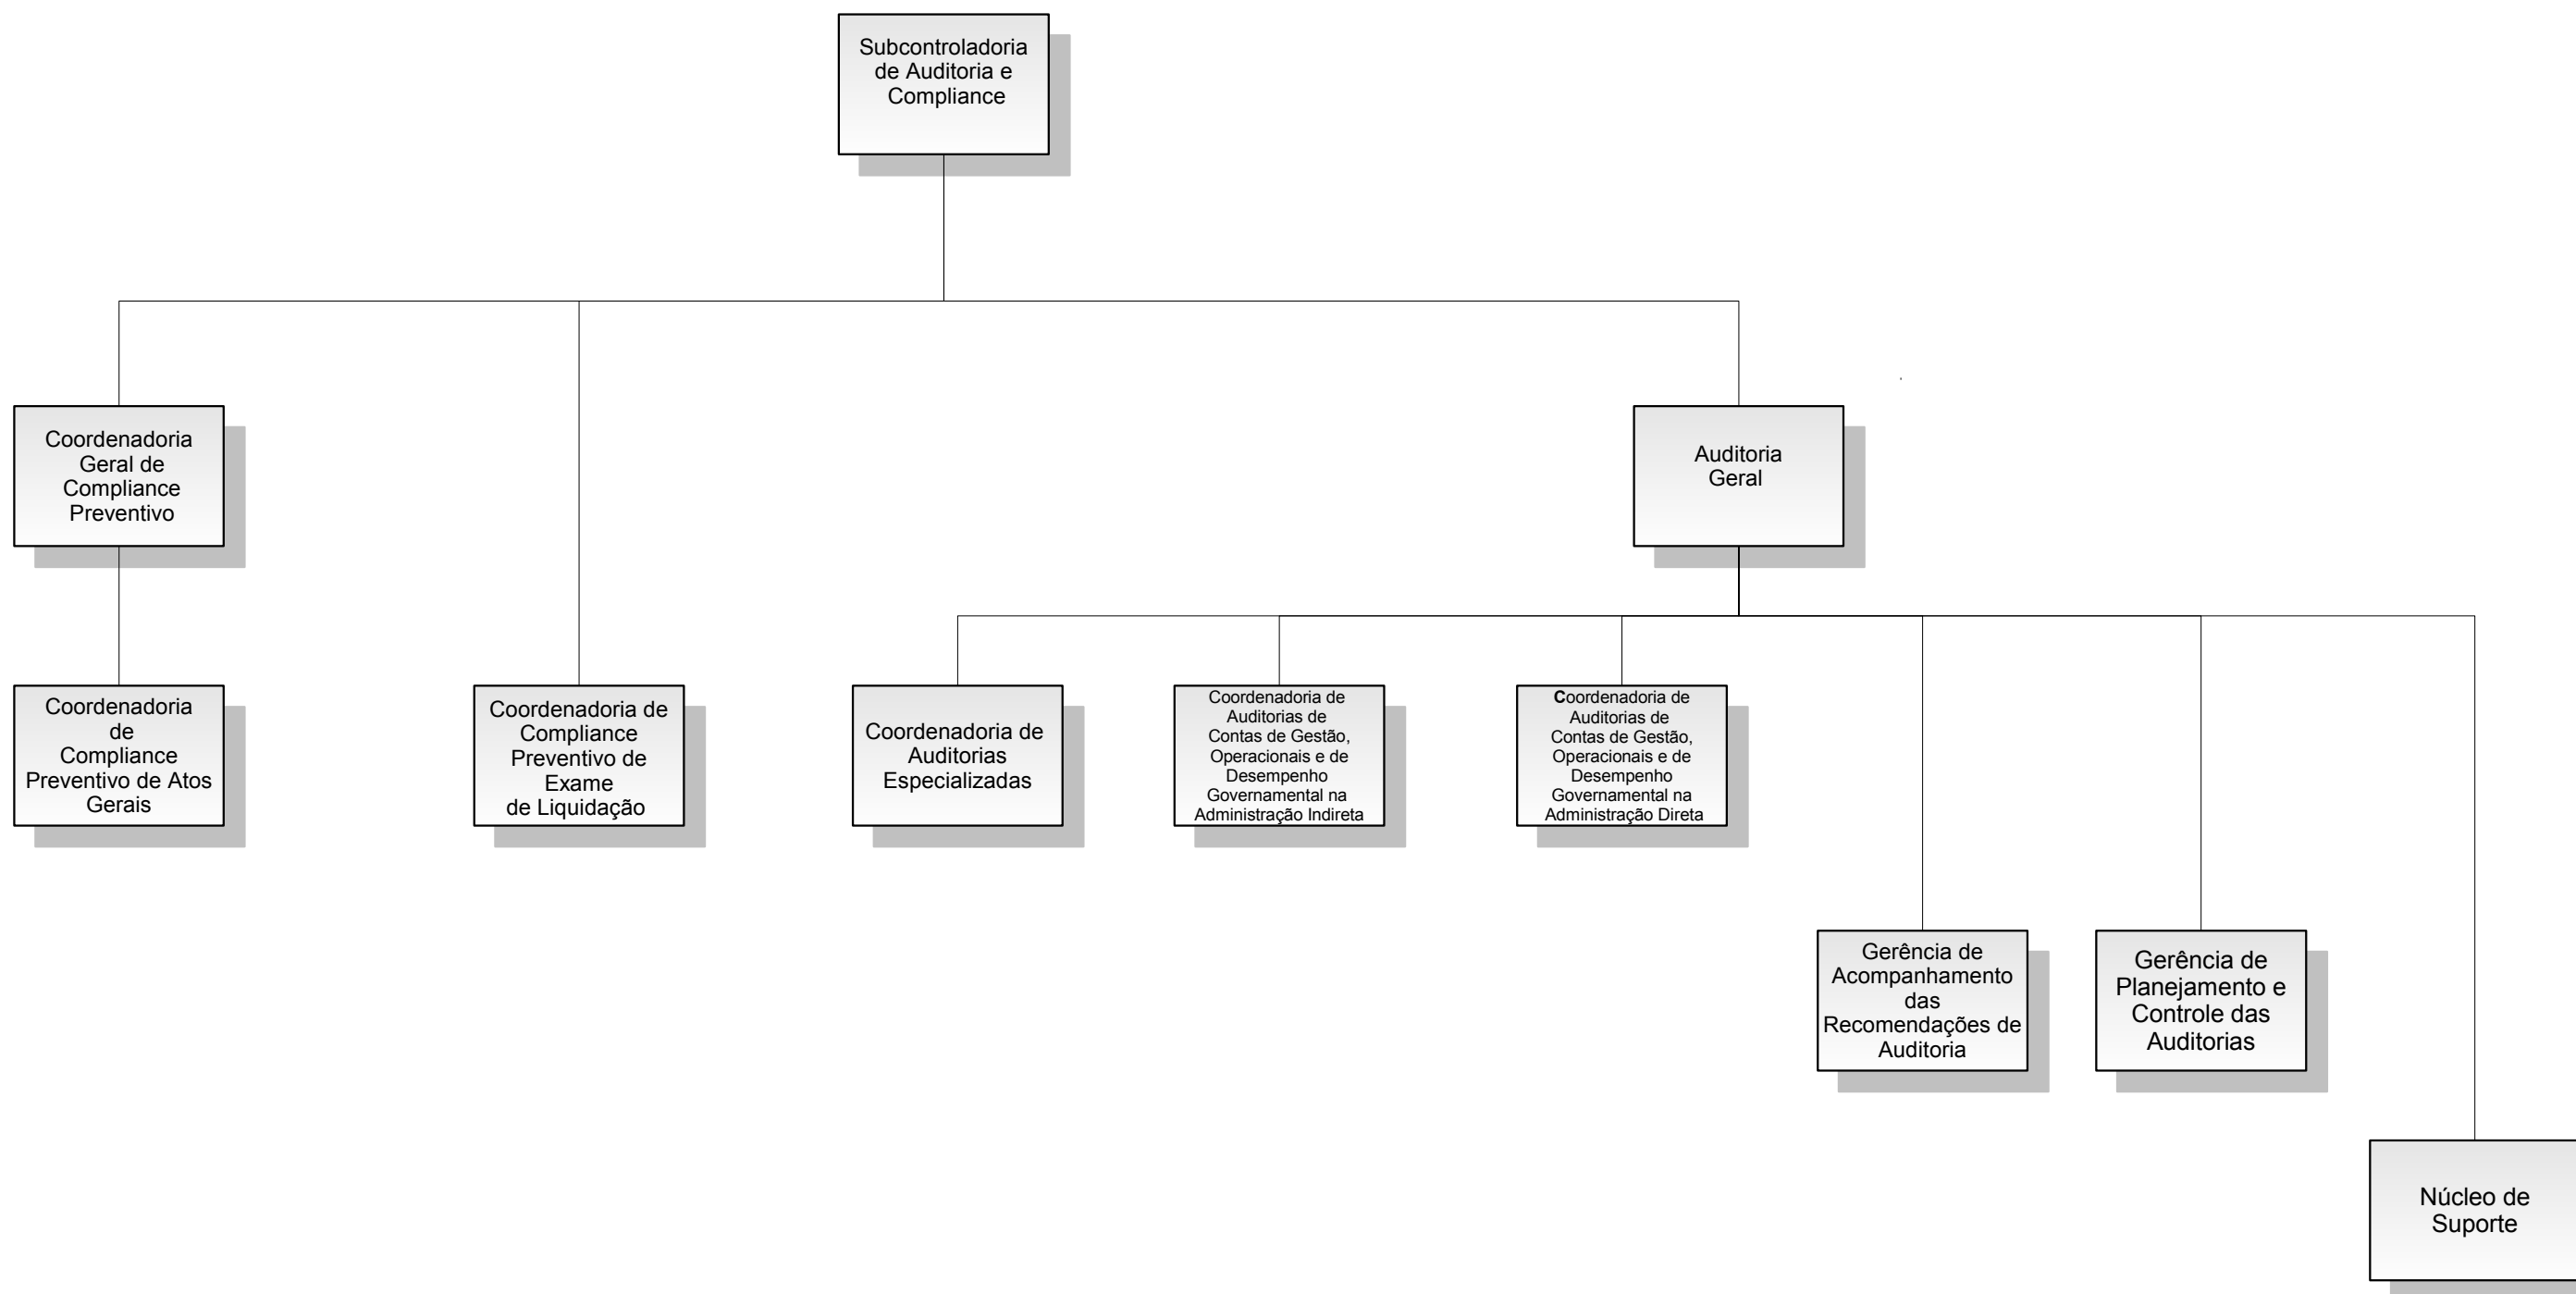 Subcontroladoria
de Auditoria e
Compliance
Coordenadoria
Geral de
Compliance
Preventivo
Auditoria
Geral
Coordenadoria
de
Compliance
Preventivo de Atos
Gerais
Coordenadoria de
Compliance
Preventivo de
Exame
de Liquidação
Coordenadoria de
Auditorias
Especializadas
Coordenadoria de
Auditorias de
Contas de Gestão,
Operacionais e de
Desempenho
Governamental na
Administração Indireta
Coordenadoria de
Auditorias de
Contas de Gestão,
Operacionais e de
Desempenho
Governamental na
Administração Direta
Gerência de
Acompanhamento
das
Recomendações de
Auditoria
Gerência de
Planejamento e
Controle das
Auditorias
Núcleo de
Suporte